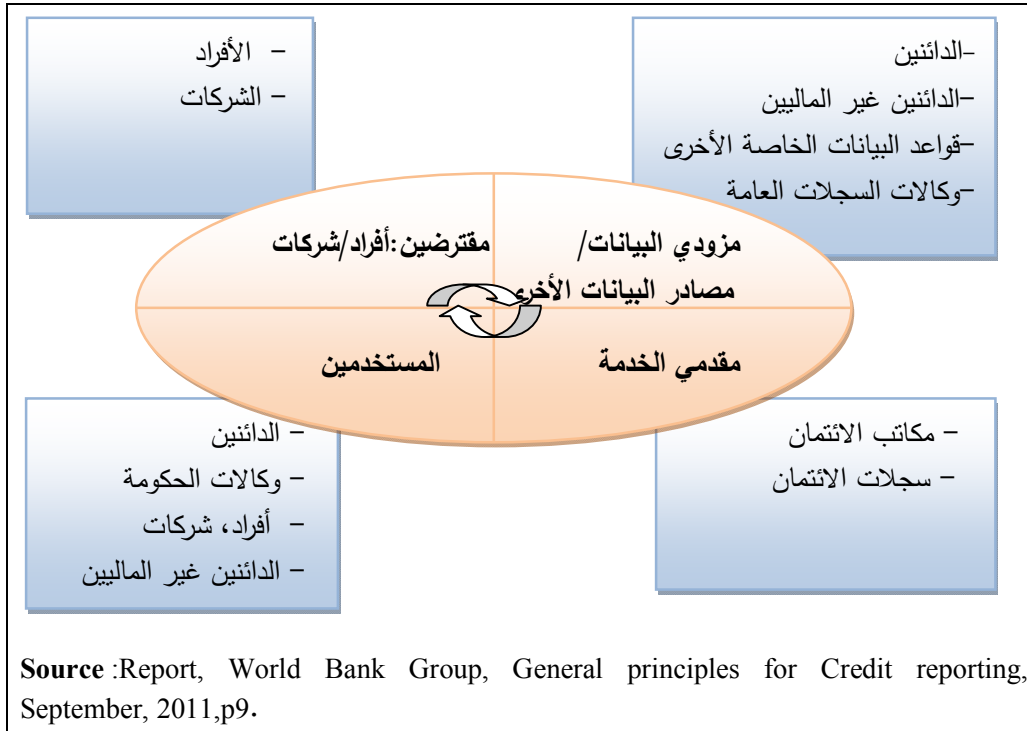 -الدائنين
-الدائنين غير الماليين
-قواعد البيانات الخاصة الأخرى
-وكالات السجلات العامة
- الأفراد
- الشركات
مزودي البيانات/
مصادر البيانات الأخرى
مقترضين:أفراد/شركات
مقدمي الخدمة
المستخدمين
- مكاتب الائتمان
- سجلات الائتمان
- الدائنين
- وكالات الحكومة
- أفراد، شركات
- الدائنين غير الماليين
Source :Report, World Bank Group, General principles for Credit reporting,
September, 2011,p9.